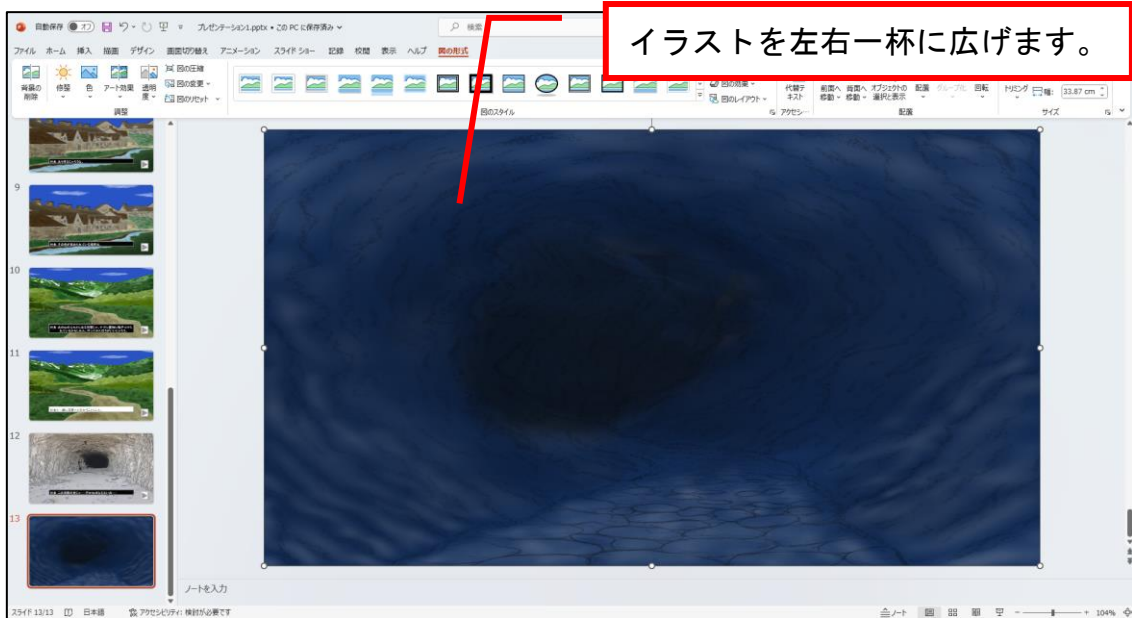 イラストを左右一杯に広げます。
自動保存 オフ
プレゼンテーション1.pptx • この PC に保存済み
検索
ファイル ホーム 挿入 描画 デザイン 画面切り替え アニメーション スライド ショー 記録 校閲 表示 ヘルプ 図の形式
背景の
削除
修整 色 アート効果 透明
度
図の圧縮
図の変更
図のリセット
図の効果
図のレイアウト
代替テ
キスト
前面へ
移動
背面へ
移動
オブジェクトの
選択と表示
配置 グループ化 回転
トリミング 幅: 33.87 cm
調整 図のスタイル アクセシ… 配置 サイズ
9
10
11
12
13
ノートを入力
スライド 13/13 日本語 アクセシビリティ: 検討が必要です
ノート 104%